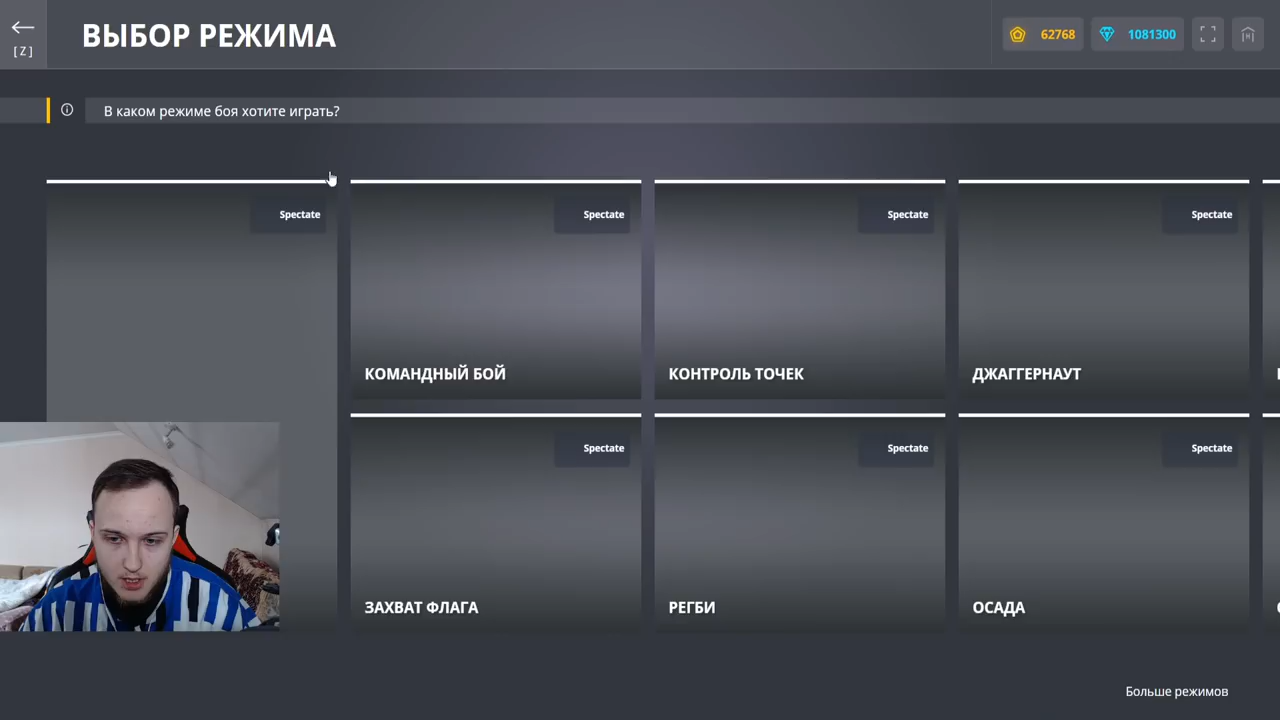 [Z]
ВЫБОР РЕЖИМА
62768
1081300
В каком режиме боя хотите играть?
Spectate
Spectate
Spectate
Spectate
КОМАНДНЫЙ БОЙ
КОНТРОЛЬ ТОЧЕК
ДЖАГГЕРНАУТ
Spectate
Spectate
Spectate
ЗАХВАТ ФЛАГА
РЕГБИ
ОСАДА
Больше режимов